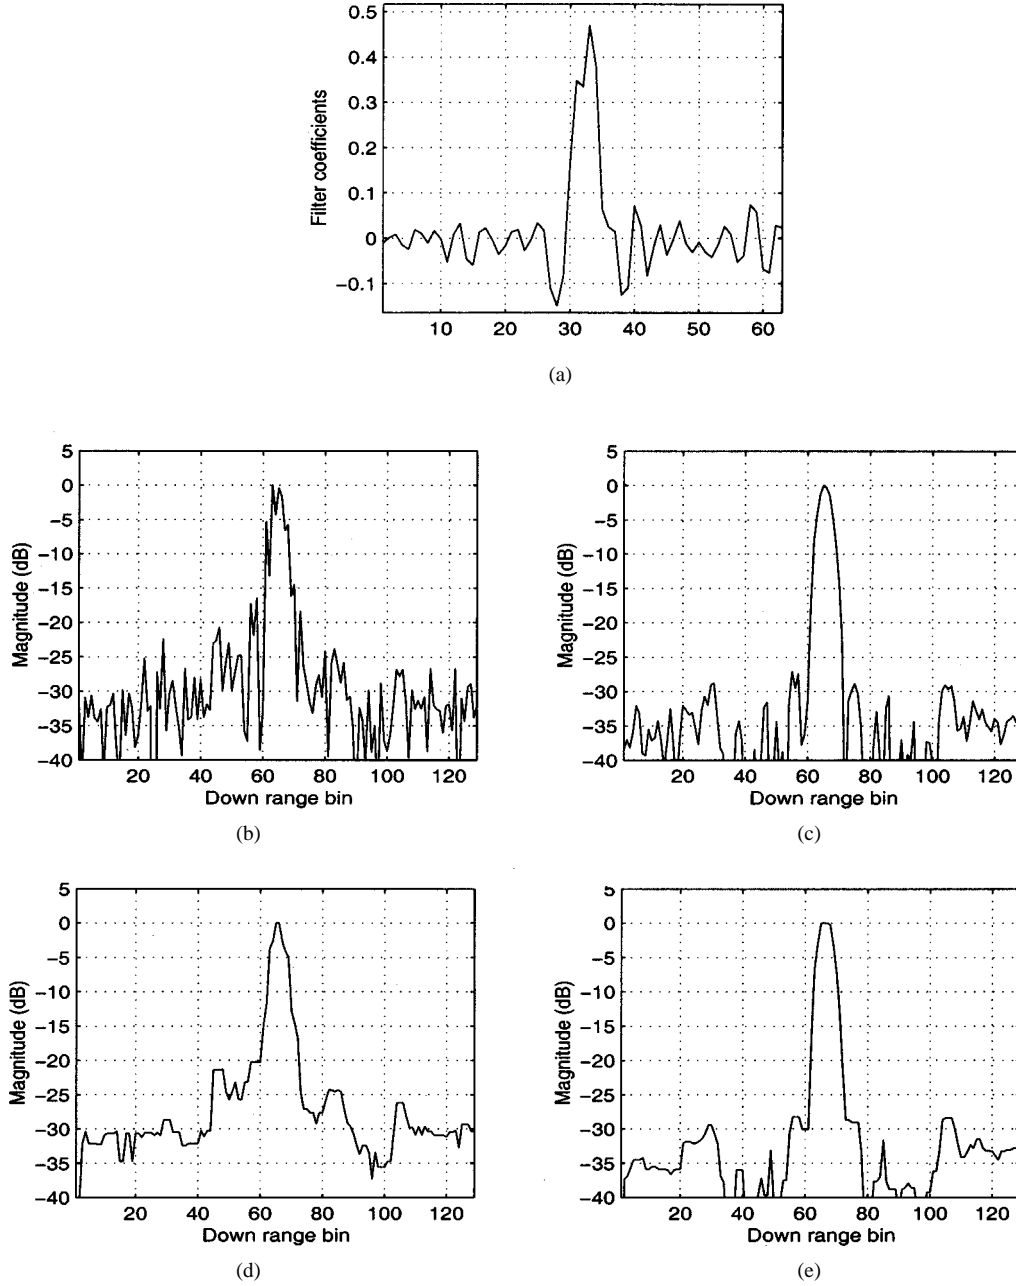 0.5
0.4
0.3
0.2
0.1
0
−0.1
Filter coefficients
10 20 30 40 50 60
(a)
5
0
−5
−10
−15
−20
−25
−30
−35
−40
Magnitude (dB)
20 40 60 80 100 120
Down range bin
(b)
5
0
−5
−10
−15
−20
−25
−30
−35
−40
Magnitude (dB)
20 40 60 80 100 120
Down range bin
(c)
5
0
−5
−10
−15
−20
−25
−30
−35
−40
Magnitude (dB)
20 40 60 80 100 120
Down range bin
(d)
5
0
−5
−10
−15
−20
−25
−30
−35
−40
Magnitude (dB)
20 40 60 80 100 120
Down range bin
(e)